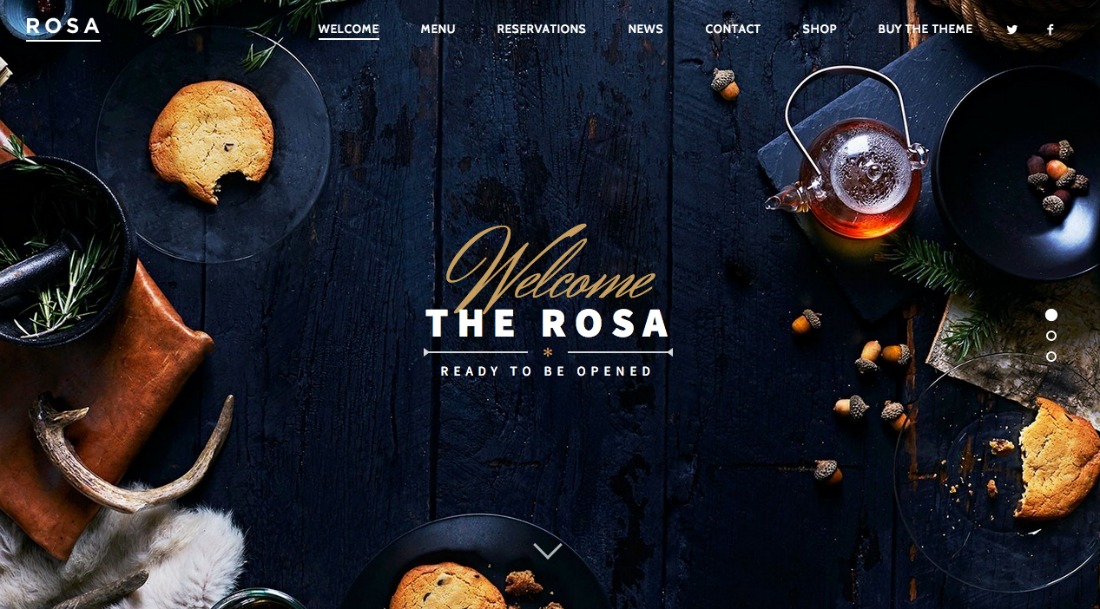 ROSA
WELCOME MENU RESERVATIONS NEWS CONTACT SHOP BUY THE THEME
Welcome
THE ROSA
READY TO BE OPENED